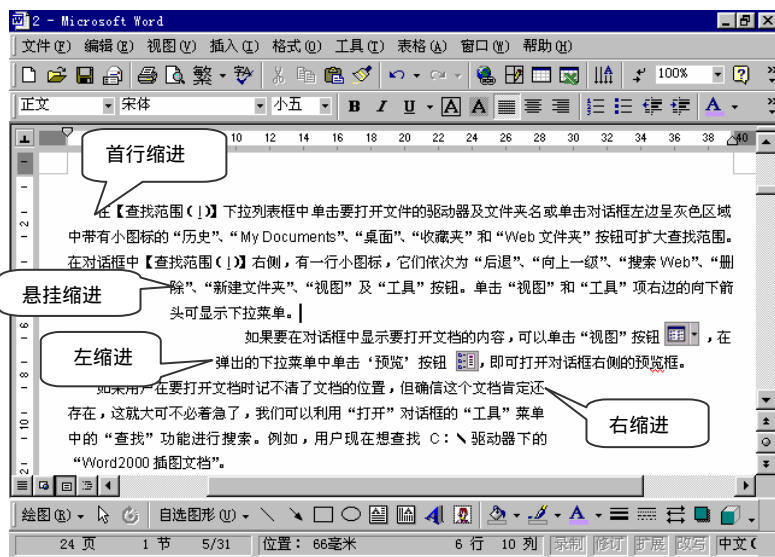 2 - Microsoft Word
文件(F) 编辑(E) 视图(V) 插入(I) 格式(O) 工具(T) 表格(A) 窗口(W) 帮助(H)
100%
正文 宋体 小五 B I U A A A
10 12 14 16 18 20 22 24 26 28 30 32 34 36 38 40
首行缩进
在【查找范围(I)】下拉列表框中单击要打开文件的驱动器及文件夹名或单击对话框左边呈灰色区域
中带有小图标的“历史”、“My Documents”、“桌面”、“收藏夹”和“Web 文件夹”按钮可扩大查找范围。
在对话框中【查找范围(I)】右侧，有一行小图标，它们依次为“后退”、“向上一级”、“搜索 Web”、“删
悬挂缩进
除”、“新建文件夹”、“视图”及“工具”按钮。单击“视图”和“工具”项右边的向下箭
头可显示下拉菜单。
如果要在对话框中显示要打开文档的内容，可以单击“视图”按钮，在
左缩进
弹出的下拉菜单中单击‘预览’按钮，即可打开对话框右侧的预览框。
如果用户在要打开文档时记不清了文档的位置，但确信这个文档肯定还
存在，这就大可不必着急了，我们可以利用“打开”对话框的“工具”菜单
右缩进
中的“查找”功能进行搜索。例如，用户现在想查找 C：\驱动器下的
“Word2000 插图文档”。
绘图(R) 自选图形(U)
24 页 1 节 5/31 位置： 66毫米 6 行 10 列 录制 修订 扩展 改写 中文(